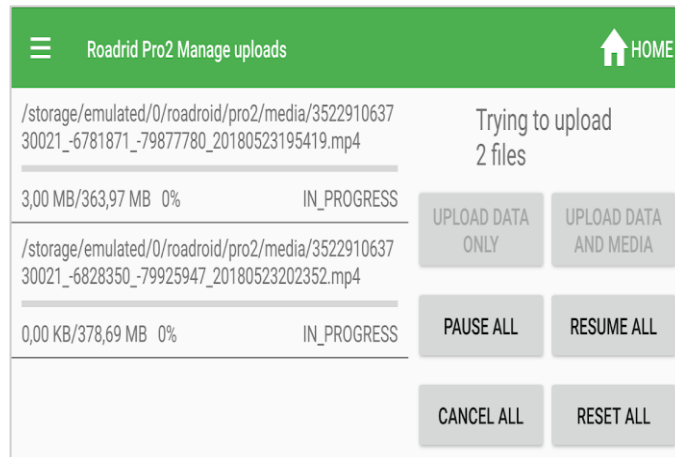 Roadrid Pro2 Manage uploads
HOME
/storage/emulated/0/roadroid/pro2/media/3522910637
30021_-6781871_-79877780_20180523195419.mp4
3,00 MB/363,97 MB 0% IN_PROGRESS
/storage/emulated/0/roadroid/pro2/media/3522910637
30021_-6828350_-79925947_20180523202352.mp4
0,00 KB/378,69 MB 0% IN_PROGRESS
Trying to upload
2 files
UPLOAD DATA
ONLY
UPLOAD DATA
AND MEDIA
PAUSE ALL
RESUME ALL
CANCEL ALL
RESET ALL